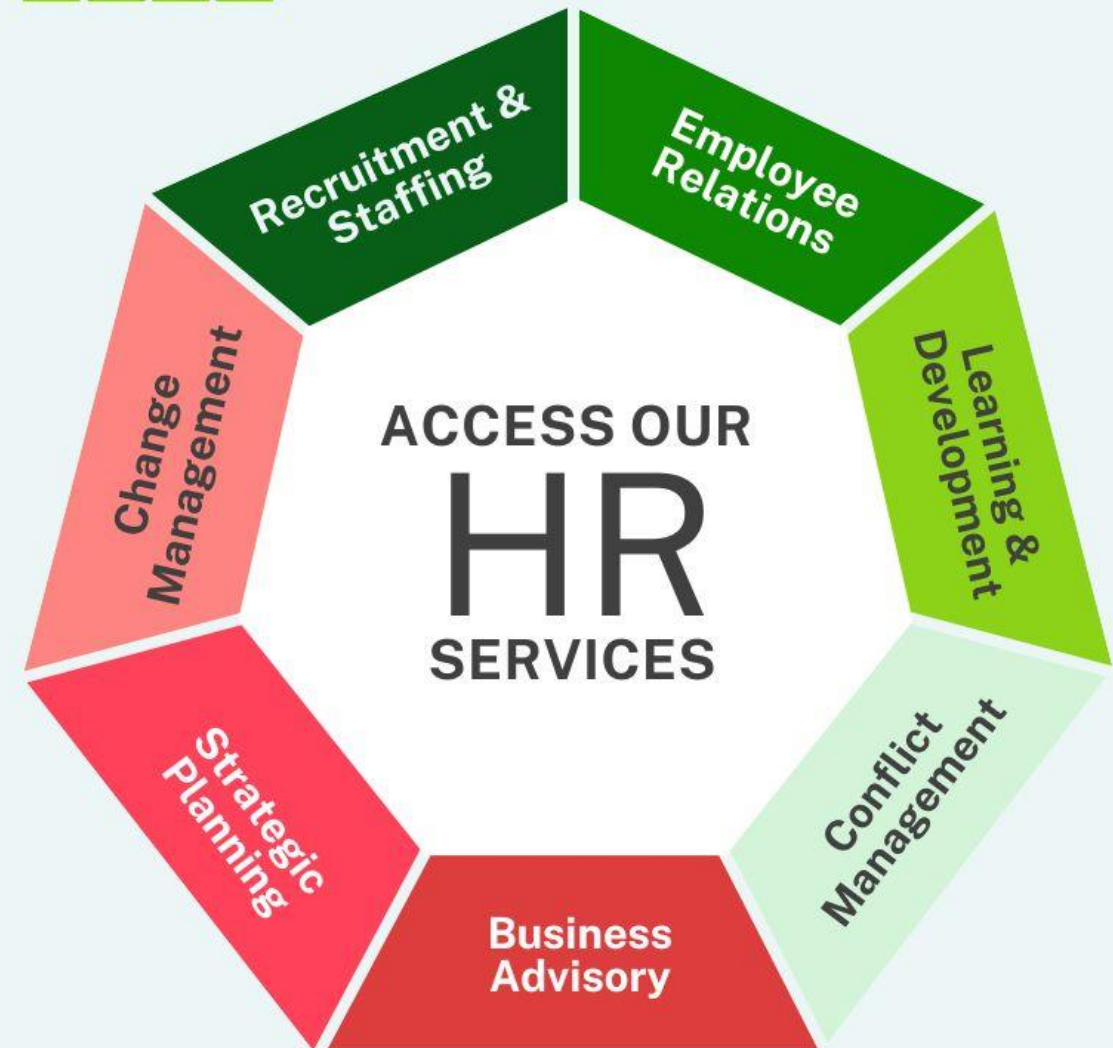 Recruitment &
Staffing
Employee
Relations
Learning &
Development
Conflict
Management
Business
Advisory
Strategic
Planning
Change
Management
ACCESS OUR
HR
SERVICES